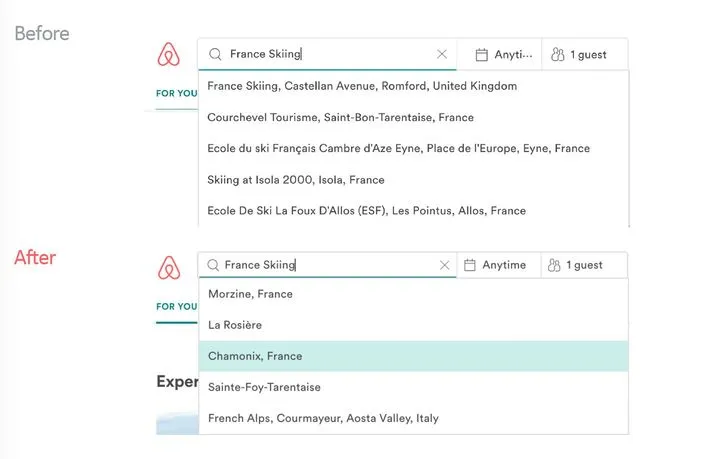 Before
France Skiing
Anyti...
1 guest
FOR YOU
France Skiing, Castellan Avenue, Romford, United Kingdom
Courchevel Tourisme, Saint-Bon-Tarentaise, France
Ecole du ski Français Cambre d'Aze Eyne, Place de l'Europe, Eyne, France
Skiing at Isola 2000, Isola, France
Ecole De Ski La Foux D'Allos (ESF), Les Pointus, Allos, France
After
France Skiing
Anytime
1 guest
FOR YOU
Morzine, France
La Rosière
Chamonix, France
Exper
Sainte-Foy-Tarentaise
French Alps, Courmayeur, Aosta Valley, Italy